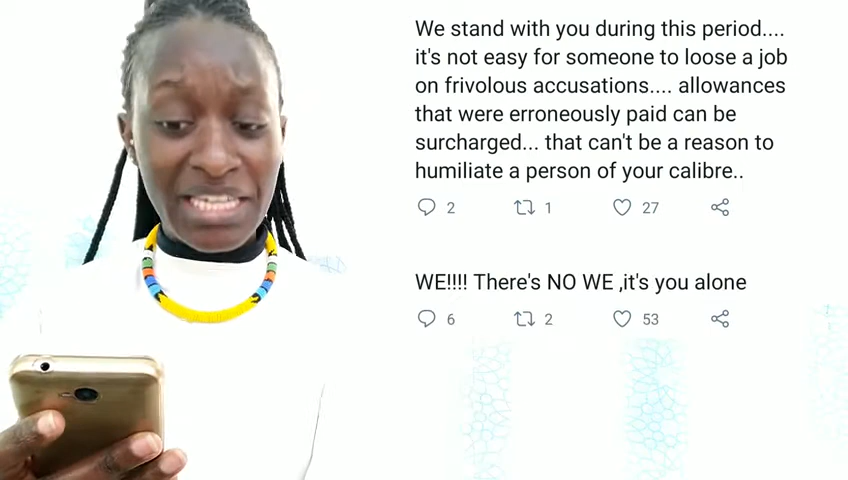 We stand with you during this period....
it's not easy for someone to loose a job
on frivolous accusations.... allowances
that were erroneously paid can be
surcharged... that can't be a reason to
humiliate a person of your calibre..
2 1 27
WE!!!! There's NO WE ,it's you alone
6 2 53